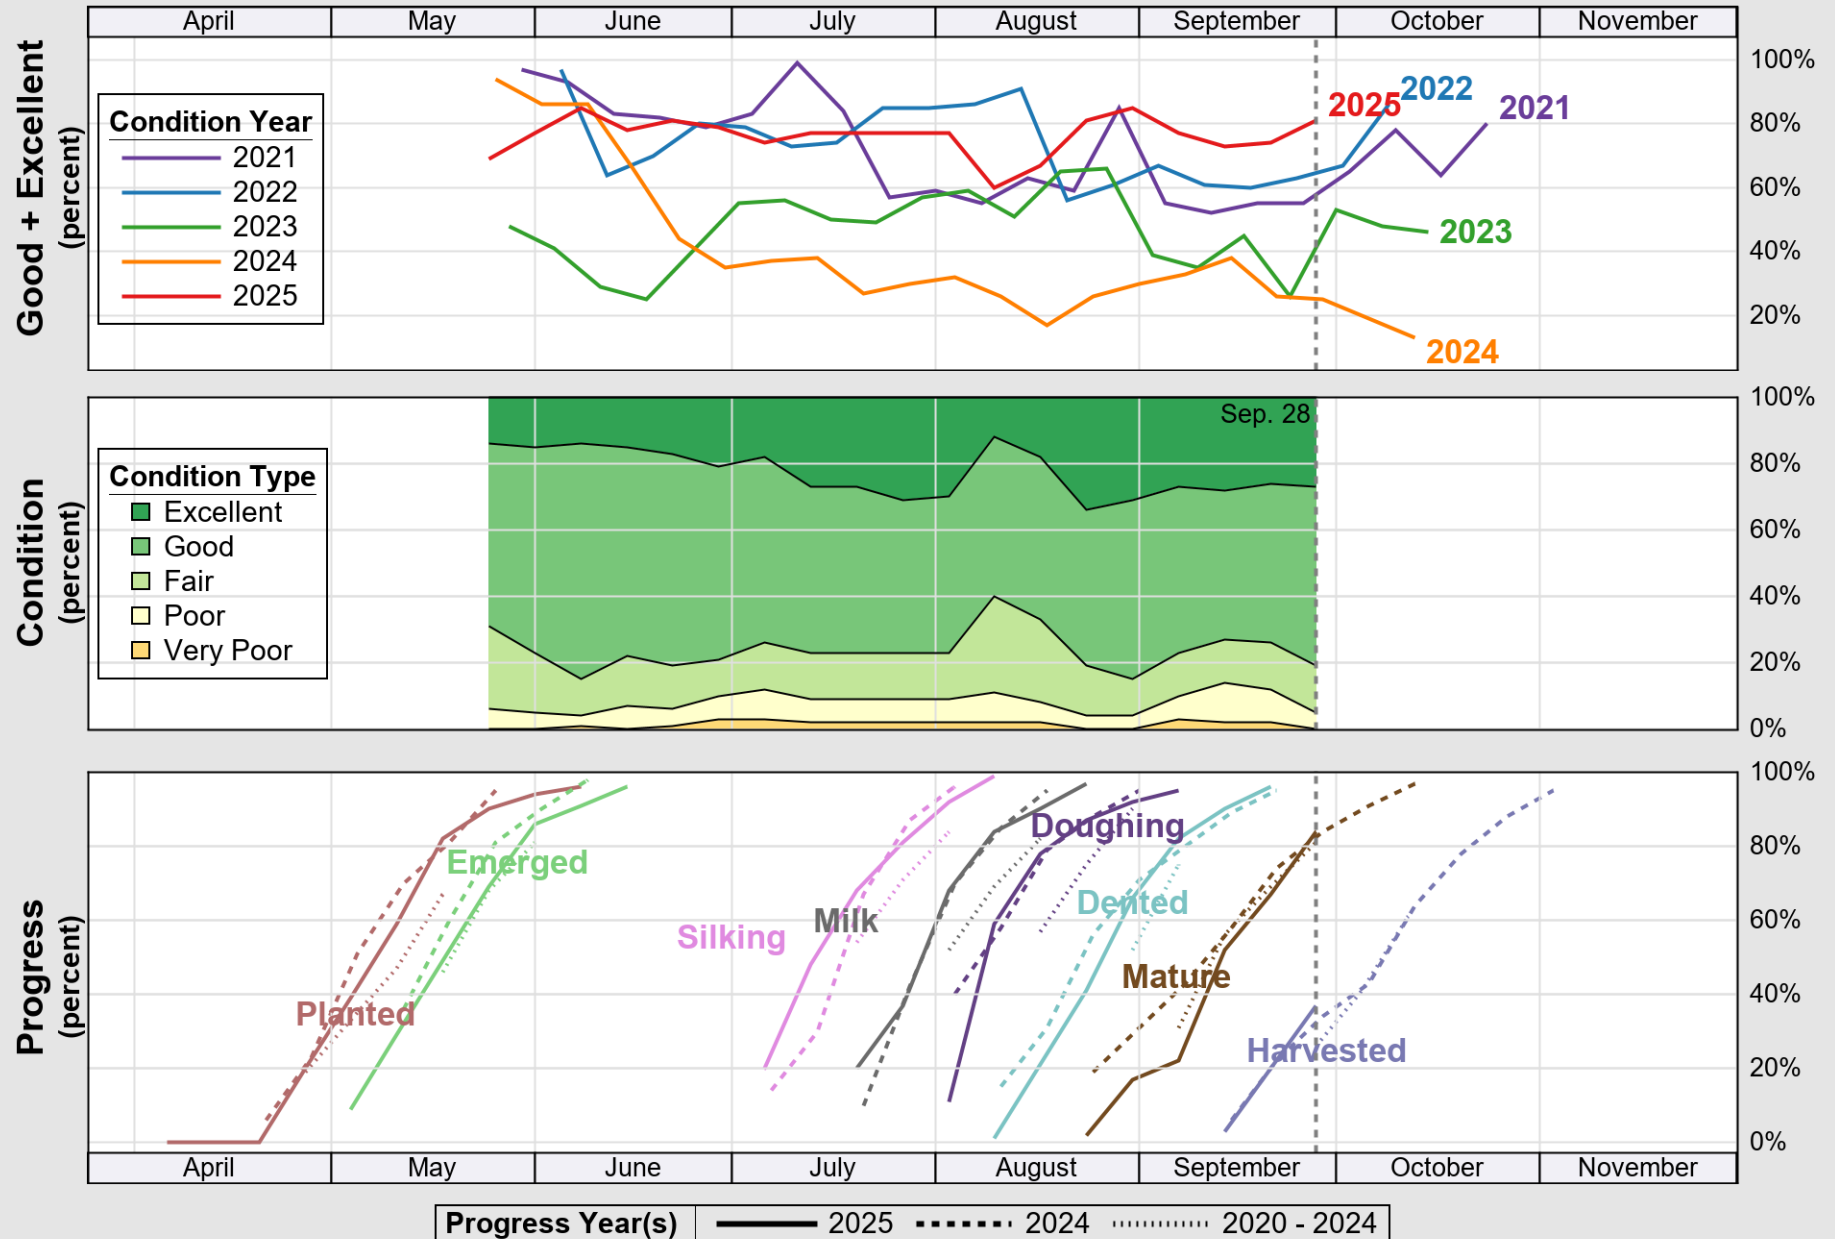 April May June July August September October November
Good + Excellent
(percent)
100%
80%
60%
40%
20%
Condition Year
2021
2022
2023
2024
2025
2025
2022
2021
2023
2024
Condition
(percent)
100%
80%
60%
40%
20%
0%
Sep. 28
Condition Type
Excellent
Good
Fair
Poor
Very Poor
Progress
(percent)
100%
80%
60%
40%
20%
0%
Planted
Emerged
Silking
Milk
Doughing
Dented
Mature
Harvested
April May June July August September October November
Progress Year(s) 2025 2024 2020 - 2024